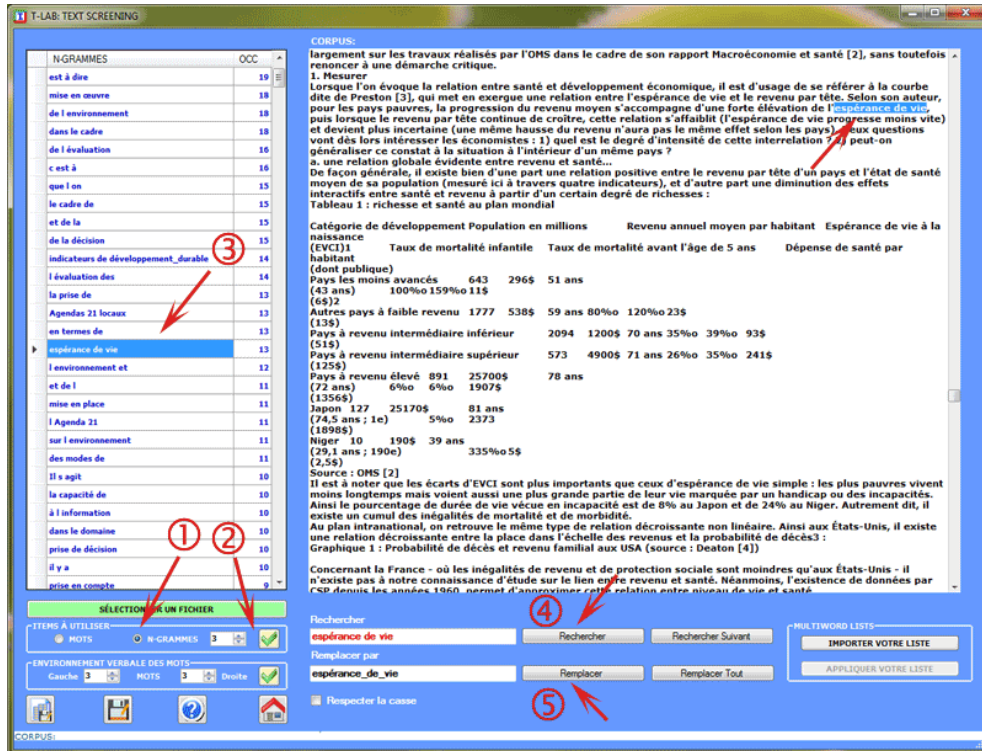 T-LAB: TEXT SCREENING
CORPUS:
N-GRAMMES OCC
est à dire 19
mise en œuvre 18
de l environnement 18
dans le cadre 18
de l évaluation 16
c est à 16
que l on 15
le cadre de 15
et de la 15
de la décision 15
indicateurs de développement_durable 14
l évaluation des 14
la prise de 13
Agendas 21 locaux 13
en termes de 13
espérance de vie 13
l environnement et 12
et de l 11
mise en place 11
l Agenda 21 11
sur l environnement 11
des modes de 11
Il s agit 10
la capacité de 10
à l information 10
dans le domaine 10
prise de décision 10
il y a 10
prise en compte 9
largement sur les travaux réalisés par l'OMS dans le cadre de son rapport Macroéconomie et santé [2], sans toutefois
renoncer à une démarche critique.
1. Mesurer
Lorsque l'on évoque la relation entre santé et développement économique, il est d'usage de se référer à la courbe
dite de Preston [3], qui met en exergue une relation entre l'espérance de vie et le revenu par tête. Selon son auteur,
pour les pays pauvres, la progression du revenu moyen s'accompagne d'une forte élévation de l'espérance de vie,
puis lorsque le revenu par tête continue de croître, cette relation s'affaiblit (l'espérance de vie progresse moins vite)
et devient plus incertaine (une même hausse du revenu n'aura pas le même effet selon les pays). Deux questions
vont dès lors intéresser les économistes : 1) quel est le degré d'intensité de cette interrelation ? 2) peut-on
généraliser ce constat à la situation à l'intérieur d'un même pays ?
a. une relation globale évidente entre revenu et santé...
De façon générale, il existe bien d'une part une relation positive entre le revenu par tête d'un pays et l'état de santé
moyen de sa population (mesuré ici à travers quatre indicateurs), et d'autre part une diminution des effets
interactifs entre santé et revenu à partir d'un certain degré de richesses :
Tableau 1 : richesse et santé au plan mondial
Catégorie de développement Population en millions Revenu annuel moyen par habitant Espérance de vie à la
naissance
(EVCI)1 Taux de mortalité infantile Taux de mortalité avant l'âge de 5 ans Dépense de santé par
habitant
(dont publique)
Pays les moins avancés 643 296$ 51 ans
(43 ans) 100%o 159%o 11$
(6$)2
Autres pays à faible revenu 1777 538$ 59 ans 80%o 120%o 23$
(13$)
Pays à revenu intermédiaire inférieur 2094 1200$ 70 ans 35%o 39%o 93$
(51$)
Pays à revenu intermédiaire supérieur 573 4900$ 71 ans 26%o 35%o 241$
(125$)
Pays à revenu élevé 891 25700$ 78 ans
(72 ans) 6%o 6%o 1907$
(1356$)
Japon 127 25170$ 81 ans
(74,5 ans ; 1e) 5%o 2373
(1898$)
Niger 10 190$ 39 ans
(29,1 ans ; 190e) 335%o 5$
(2,5$)
Source : OMS [2]
Il est à noter que les écarts d'EVCI sont plus importants que ceux d'espérance de vie simple : les plus pauvres vivent
moins longtemps mais voient aussi une plus grande partie de leur vie marquée par un handicap ou des incapacités.
Ainsi le pourcentage de durée de vie vécue en incapacité est de 8% au Japon et de 24% au Niger. Autrement dit, il
existe un cumul des inégalités de mortalité et de morbidité.
Au plan intranational, on retrouve le même type de relation décroissante non linéaire. Ainsi aux États-Unis, il existe
une relation décroissante entre la place dans l'échelle des revenus et la probabilité de décès3 :
Graphique 1 : Probabilité de décès et revenu familial aux USA (source : Deaton [4])
Concernant la France - où les inégalités de revenu et de protection sociale sont moindres qu'aux États-Unis - il
n'existe pas à notre connaissance d'étude sur le lien entre revenu et santé. Néanmoins, l'existence de données par
CSP depuis les années 1960, permet d'approximer cette relation entre niveau de vie et santé.
③
①
②
④
⑤
SÉLECTIONNER UN FICHIER
ITEMS À UTILISER
MOTS N-GRAMMES 3
ENVIRONNEMENT VERBALE DES MOTS
Gauche 3 MOTS 3 Droite
Rechercher
espérance de vie Rechercher Rechercher Suivant
Remplacer par
espérance_de_vie Remplacer Remplacer Tout
Respecter la casse
MULTIWORD LISTS
IMPORTER VOTRE LISTE
APPLIQUER VOTRE LISTE
CORPUS: